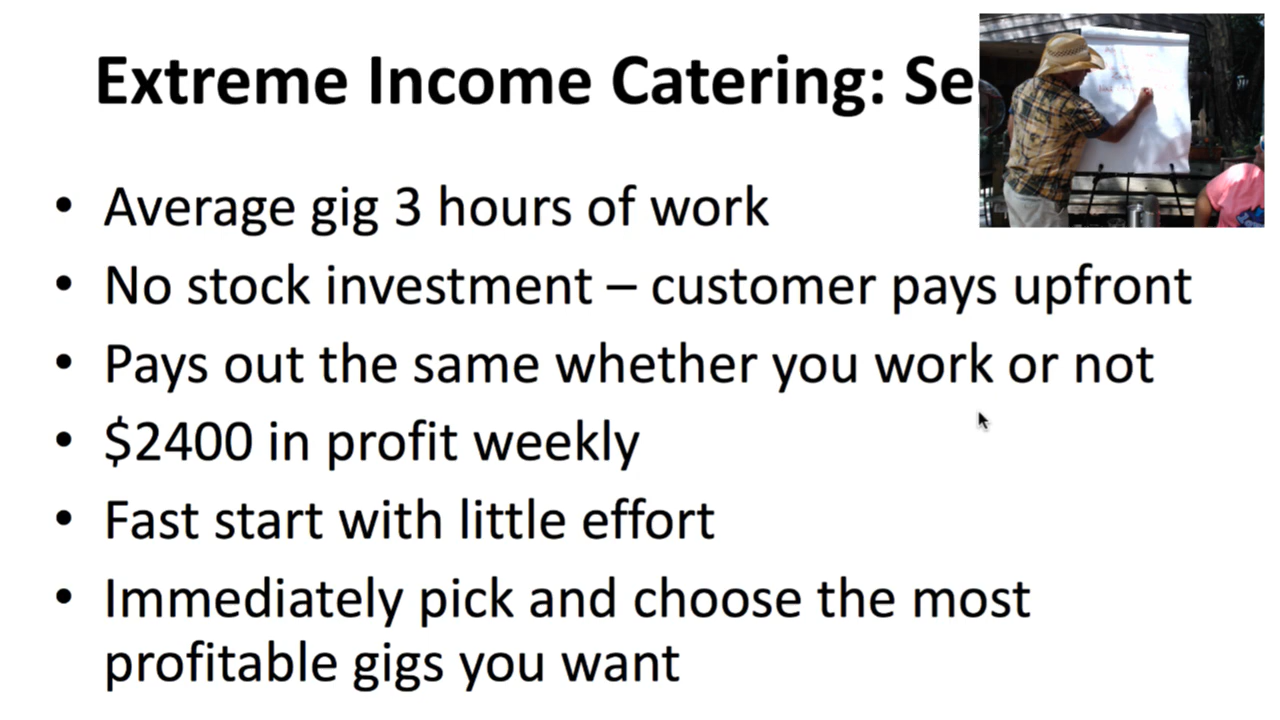 Extreme Income Catering: Se
• Average gig 3 hours of work
• No stock investment – customer pays upfront
• Pays out the same whether you work or not
• $2400 in profit weekly
• Fast start with little effort
• Immediately pick and choose the most
profitable gigs you want